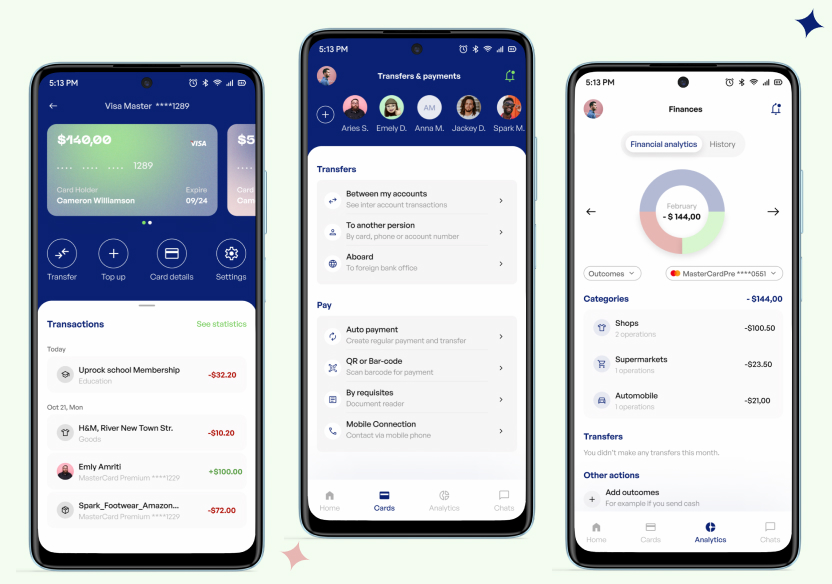 5:13 PM
Visa Master ****1289
$140,00
VISA
.... .... 1289
Card Holder
Expire
Cameron Williamson
09/24
$5
Card
Came
Transfer
Top up
Card details
Settings
Transactions
See statistics
Today
Uprock school Membership
-$32.20
Education
Oct 21, Mon
H&M, River New Town Str.
-$10.20
Goods
Emly Amriti
+$100.00
MasterCard Premium ****1229
Spark_Footwear_Amazon...
-$72.00
MasterCard Premium ****1229
5:13 PM
Transfers & payments
AM
Arles S.
Emely D.
Anna M.
Jackey D.
Spark M.
Transfers
Between my accounts
See inter account transactions
To another persion
By card, phone or account number
Aboard
To foreign bank office
Pay
Auto payment
Create regular payment and transfer
QR or Bar-code
Scan barcode for payment
By requisites
Document reader
Mobile Connection
Contact via mobile phone
Home
Cards
Analytics
Chats
5:13 PM
Finances
Financial analytics
History
February
- $ 144,00
Outcomes
MasterCardPre ****0551
Categories
- $144,00
Shops
-$100.50
2 operations
Supermarkets
-$23.50
1 operations
Automobile
-$21,00
1 operations
Transfers
You didn't make any transfers this month.
Other actions
Add outcomes
For example if you send cash
Home
Cards
Analytics
Chats